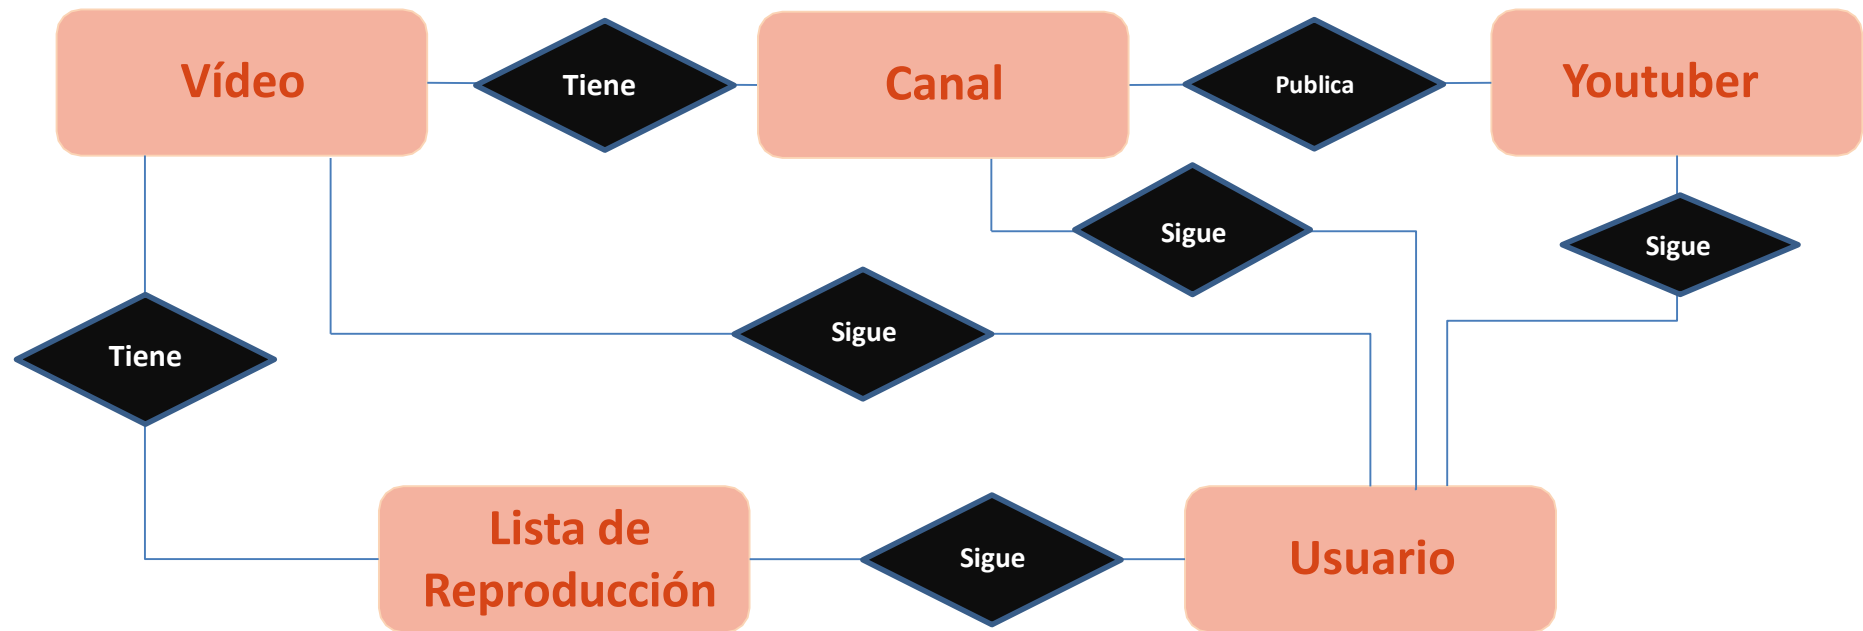 Vídeo
Tiene
Canal
Publica
Youtuber
Sigue
Sigue
Sigue
Tiene
Lista de
Reproducción
Sigue
Usuario